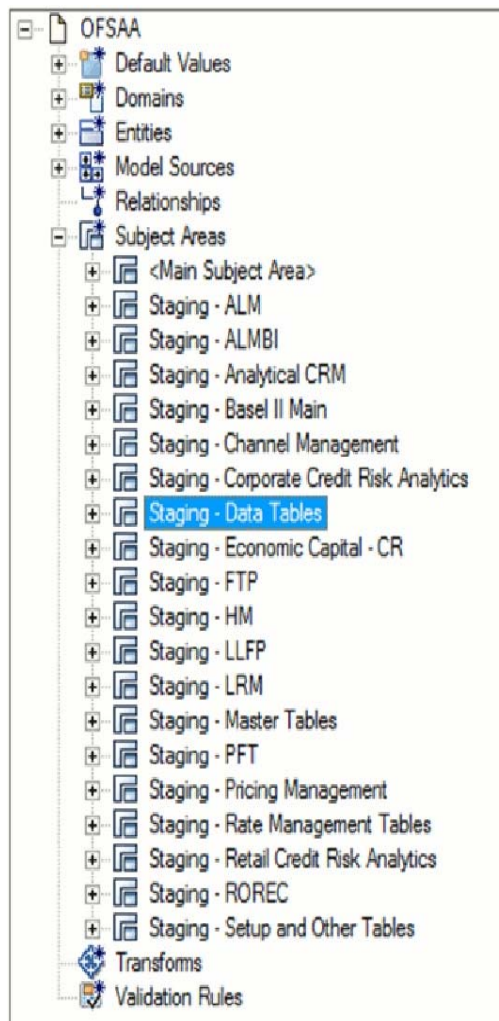 OFSAA
Default Values
Domains
Entities
Model Sources
Relationships
Subject Areas
<Main Subject Area>
Staging - ALM
Staging - ALMBI
Staging - Analytical CRM
Staging - Basel II Main
Staging - Channel Management
Staging - Corporate Credit Risk Analytics
Staging - Data Tables
Staging - Economic Capital - CR
Staging - FTP
Staging - HM
Staging - LLFP
Staging - LRM
Staging - Master Tables
Staging - PFT
Staging - Pricing Management
Staging - Rate Management Tables
Staging - Retail Credit Risk Analytics
Staging - ROREC
Staging - Setup and Other Tables
Transforms
Validation Rules